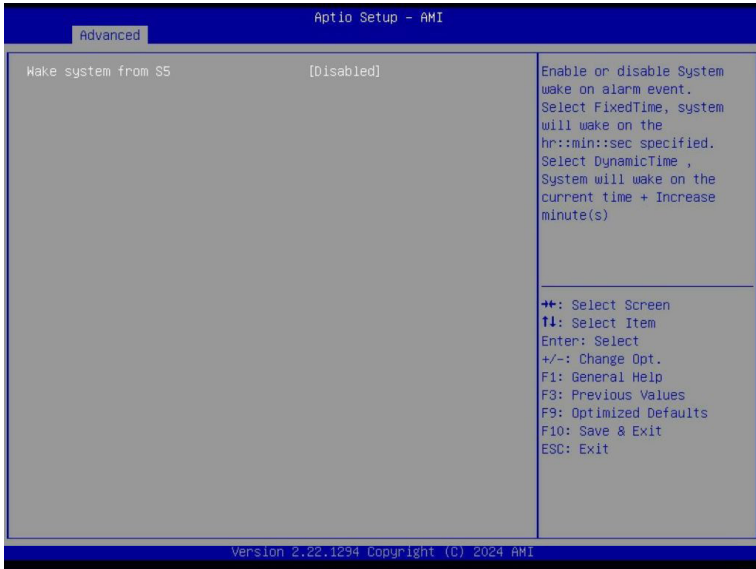 Aptio Setup – AMI
Advanced
Wake system from S5 [Disabled]
Enable or disable System
wake on alarm event.
Select FixedTime, system
will wake on the
hr::min::sec specified.
Select DynamicTime ,
System will wake on the
current time + Increase
minute(s)
→←: Select Screen
↑↓: Select Item
Enter: Select
+/-: Change Opt.
F1: General Help
F3: Previous Values
F9: Optimized Defaults
F10: Save & Exit
ESC: Exit
Version 2.22.1294 Copyright (C) 2024 AMI